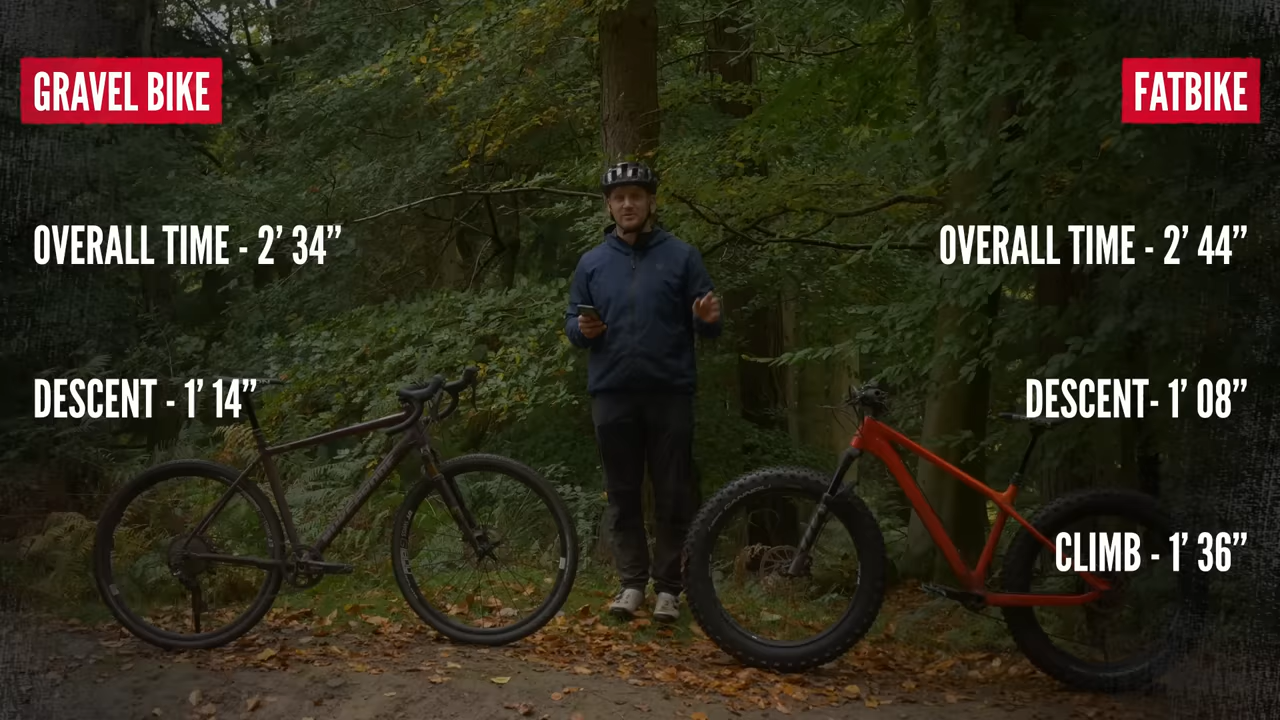 GRAVEL BIKE
OVERALL TIME - 2’ 34”
DESCENT - 1’ 14”
FATBIKE
OVERALL TIME - 2’ 44”
DESCENT- 1’ 08”
CLIMB - 1’ 36”